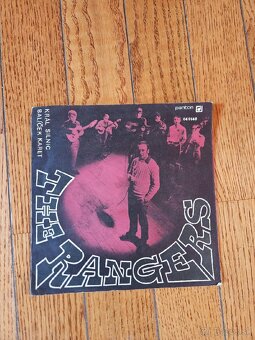 KRÁL SILNIC
BALÍČEK KARET
panton
THE RANGERS